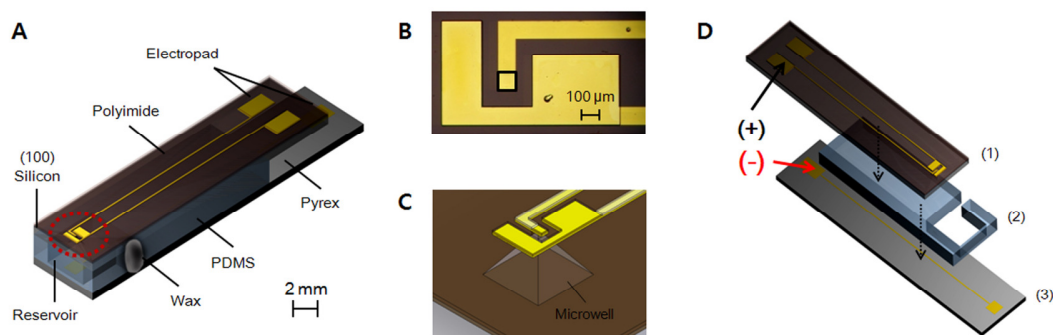 A
Electropad
Polyimide
(100)
Silicon
Pyrex
PDMS
Reservoir
Wax
2 mm
B
100 µm
C
Microwell
D
(+)
(-)
(1)
(2)
(3)